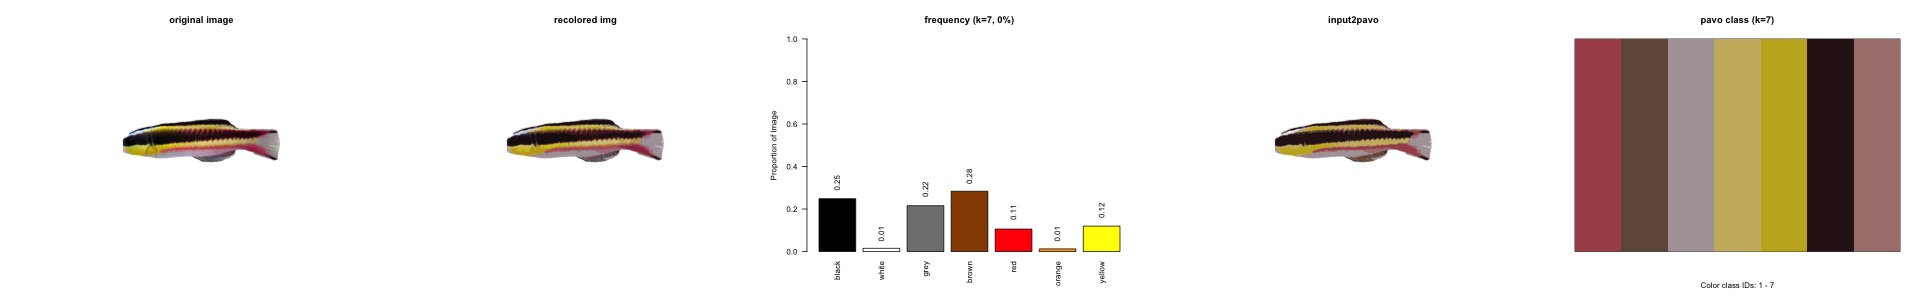 original image
recolored img
frequency (k=7, 0%)
input2pavo
pavo class (k=7)
Proportion of Image
1.0
0.8
0.6
0.4
0.2
0.0
0.25
0.01
0.22
0.28
0.11
0.01
0.12
black
white
grey
brown
red
orange
yellow
Color class IDs: 1 - 7